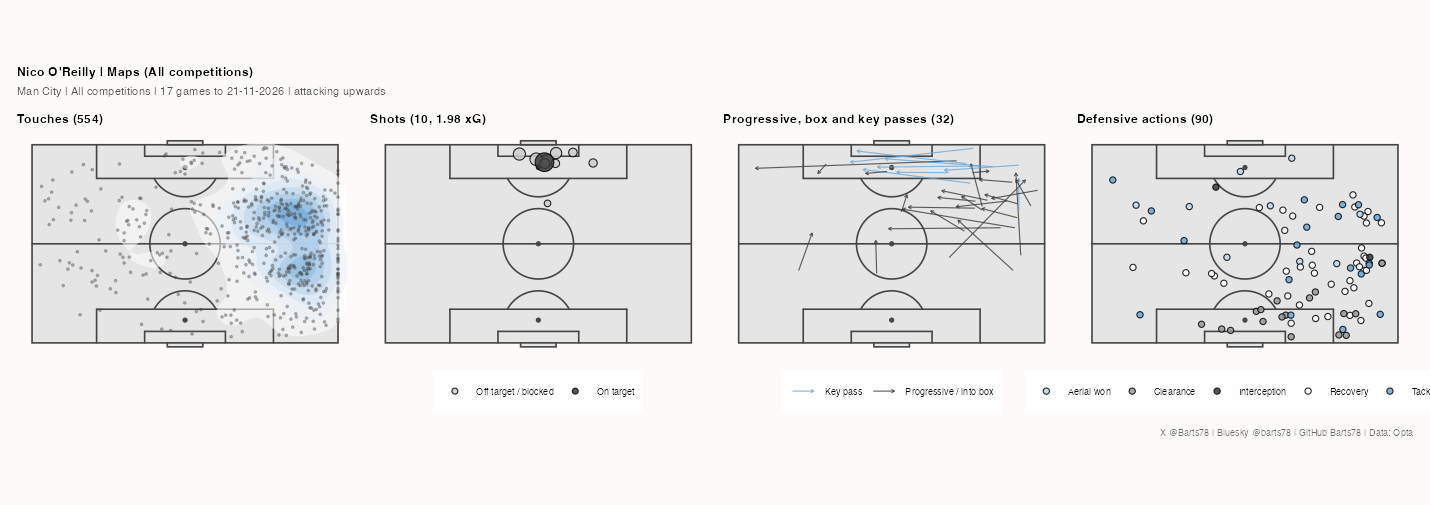 Nico O'Reilly | Maps (All competitions)
Man City | All competitions | 17 games to 21-11-2026 | attacking upwards
Touches (554)
Shots (10, 1.98 xG)
Progressive, box and key passes (32)
Defensive actions (90)
Off target / blocked
On target
Key pass
Progressive / into box
Aerial won
Clearance
Interception
Recovery
Tack
X @Barts78 | Bluesky @barts78 | GitHub Barts78 | Data: Opta